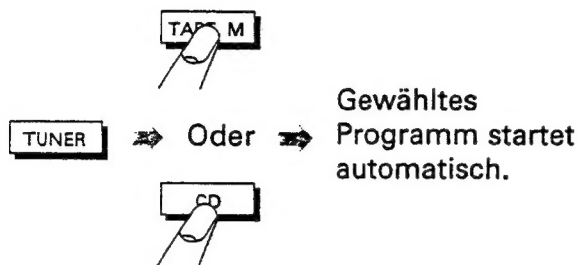 M
TUNER
Oder
Gewähltes
Programm startet
automatisch.
CD